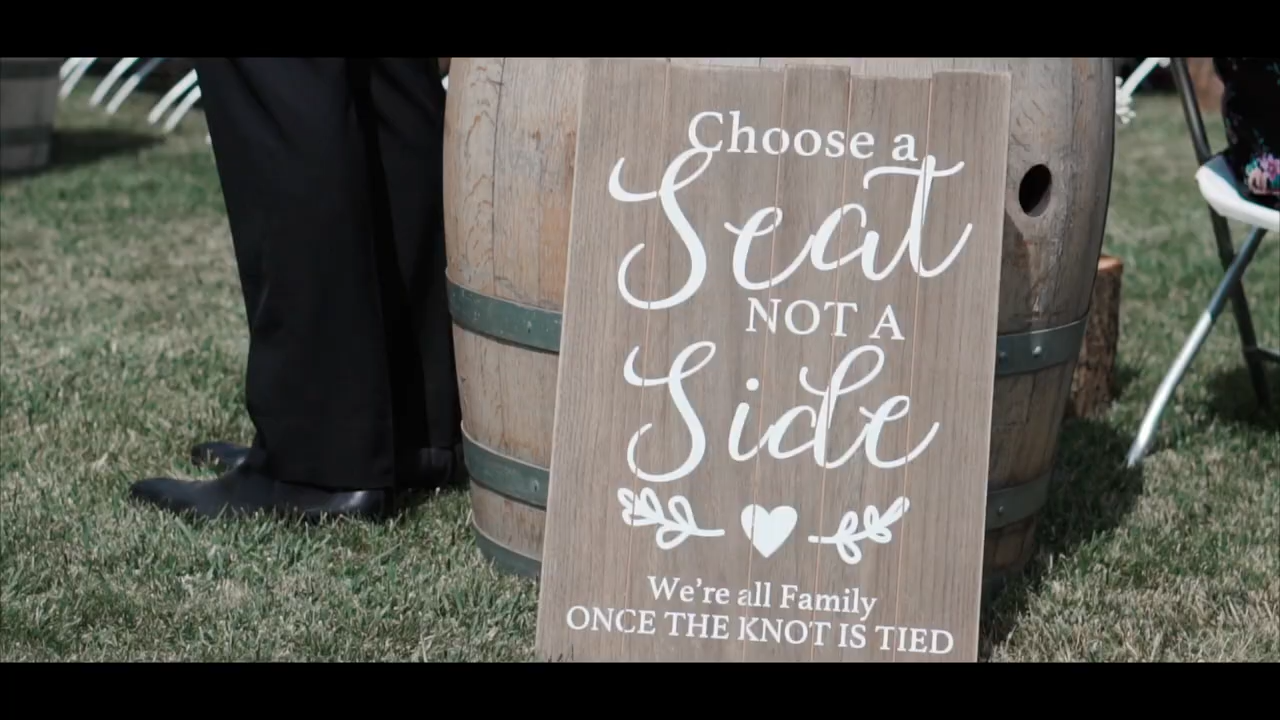 Choose a
Seat
NOT A
Side
We're all Family
ONCE THE KNOT IS TIED